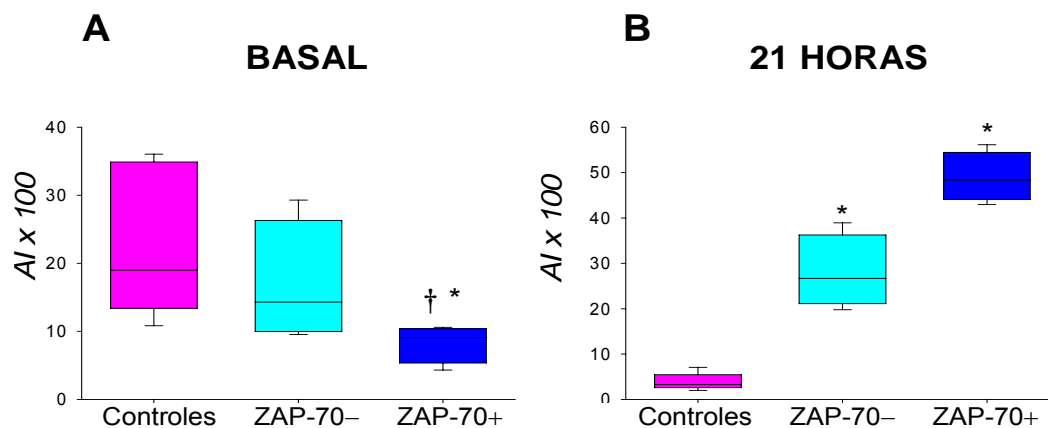 A
BASAL
AI x 100
40
30
20
10
0
† *
Controles
ZAP-70−
ZAP-70+
B
21 HORAS
AI x 100
60
50
40
30
20
10
0
*
*
Controles
ZAP-70−
ZAP-70+